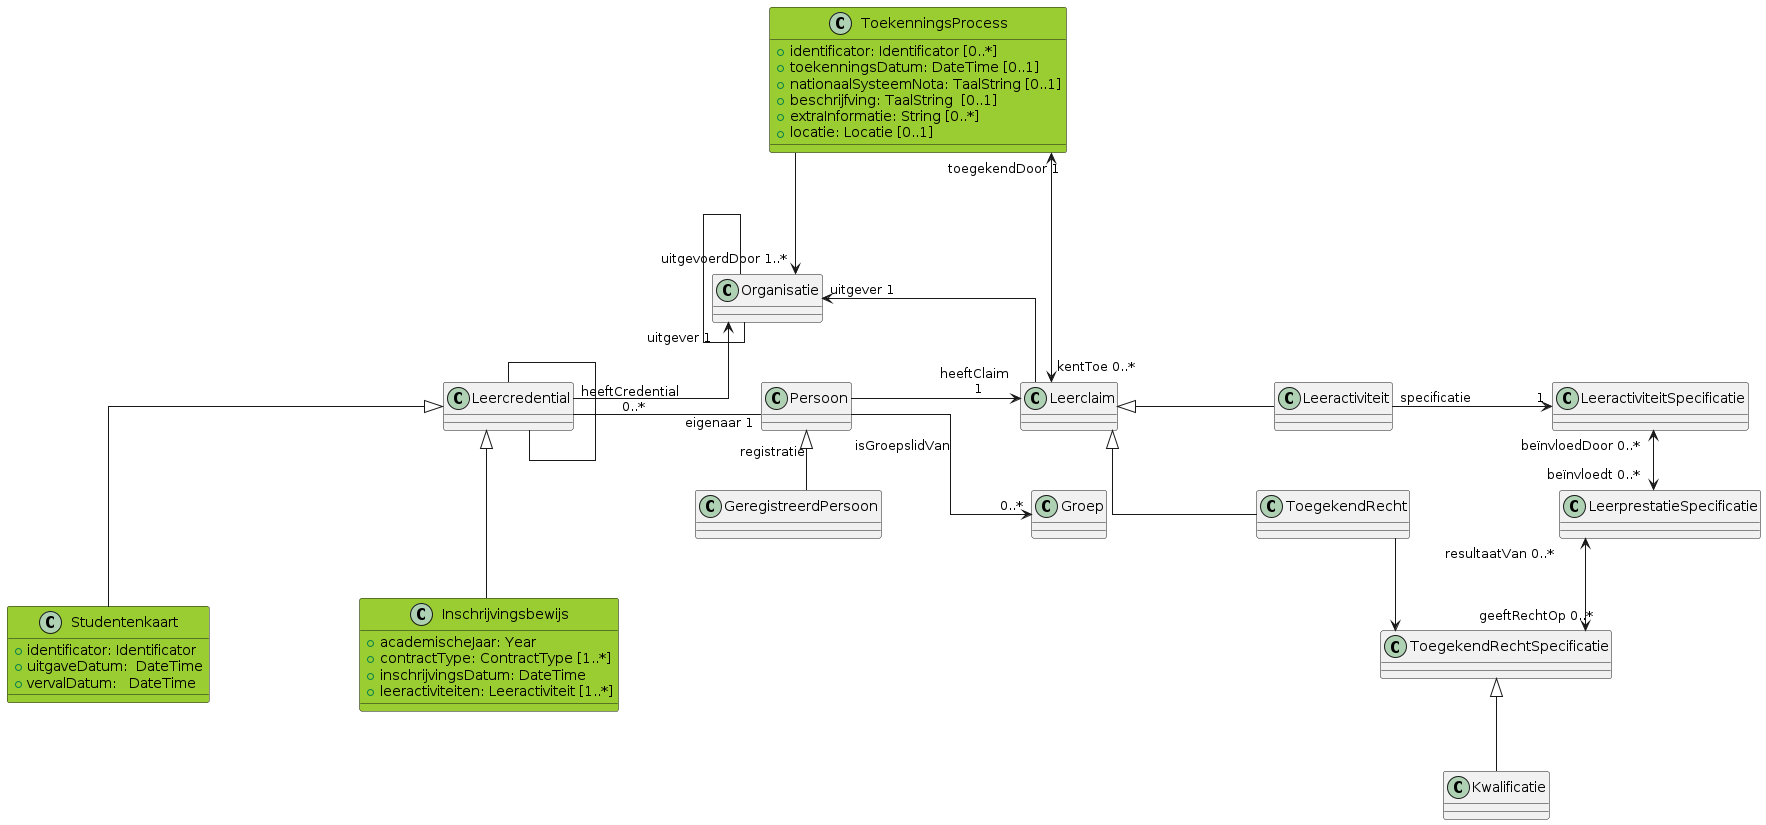 C ToekenningsProcess
identificator: Identificator [0..*]
toekenningsDatum: DateTime [0..1]
nationaalSysteemNota: TaalString [0..1]
beschrijfving: TaalString  [0..1]
extraInformatie: String [0..*]
locatie: Locatie [0..1]
toegekendDoor 1
uitgevoerdDoor 1..*
C Organisatie
uitgever 1
uitgever 1
kentToe 0..*
C Leercredential
heeftCredential
0..*
eigenaar 1
C Persoon
heeftClaim
1
C Leerclaim
C Leeractiviteit
specificatie
1
C LeeractiviteitSpecificatie
registratie
isGroepslidVan
beïnvloedDoor 0..*
beïnvloedt 0..*
C GeregistreerdPersoon
0..*
C Groep
C ToegekendRecht
C LeerprestatieSpecificatie
resultaatVan 0..*
geeftRechtOp 0..*
C Studentenkaart
identificator: Identificator
uitgaveDatum:  DateTime
vervalDatum:   DateTime
C Inschrijvingsbewijs
academischeJaar: Year
contractType: ContractType [1..*]
inschrijvingsDatum: DateTime
leeractiviteiten: Leeractiviteit [1..*]
C ToegekendRechtSpecificatie
C Kwalificatie